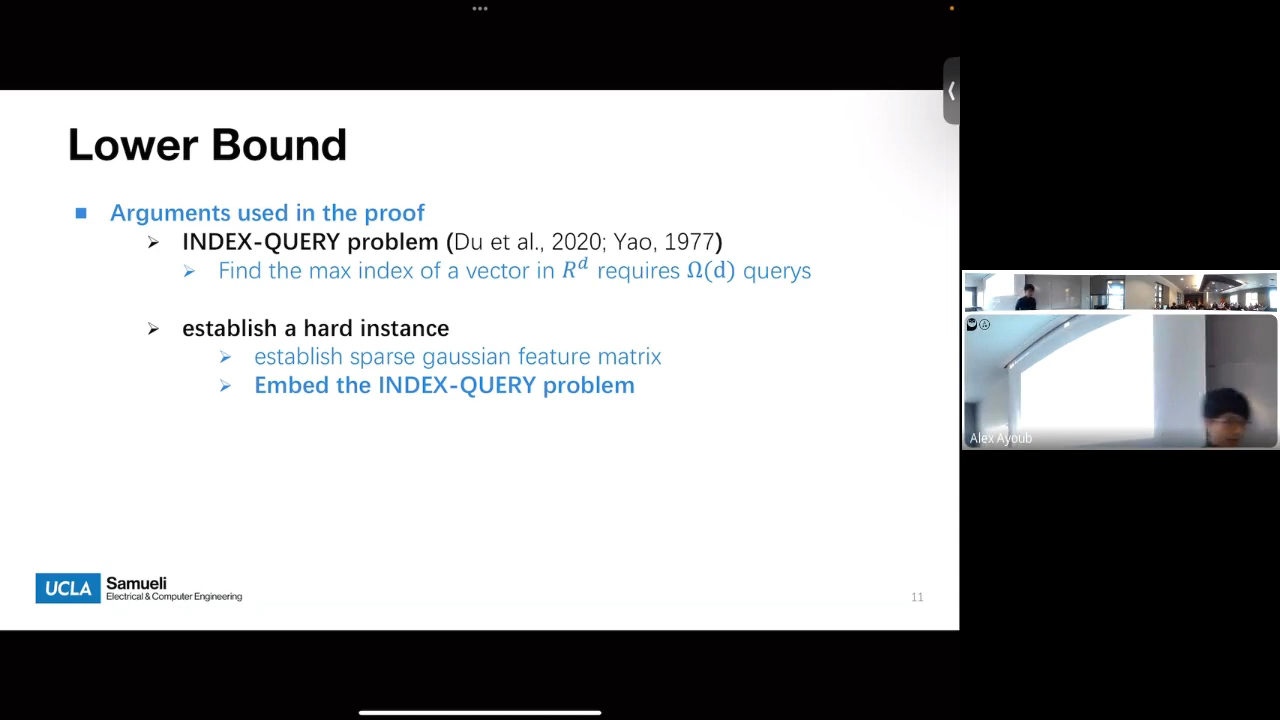 Lower Bound
Arguments used in the proof
INDEX-QUERY problem (Du et al., 2020; Yao, 1977)
Find the max index of a vector in R^d requires Ω(d) querys
establish a hard instance
establish sparse gaussian feature matrix
Embed the INDEX-QUERY problem
UCLA Samueli
Electrical & Computer Engineering
11
Alex Ayoub